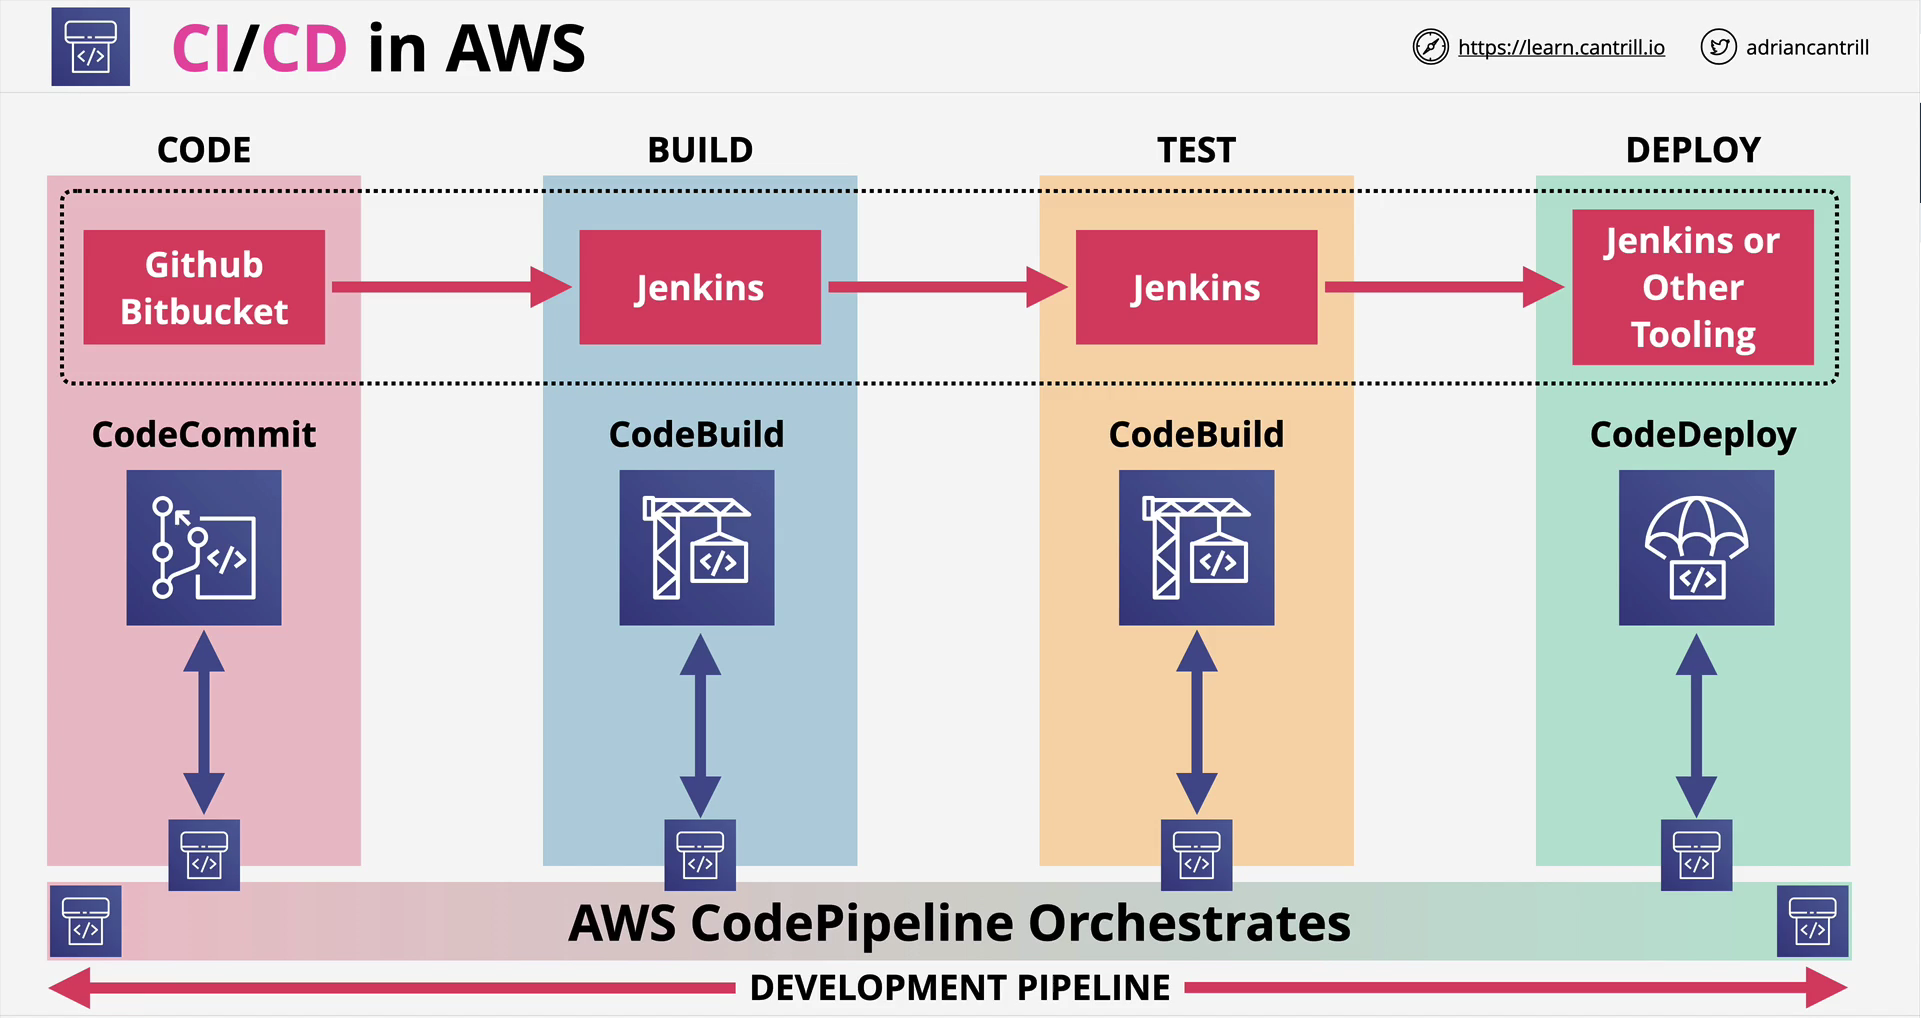 CI/CD in AWS
https://learn.cantrill.io
adriancantrill
CODE
BUILD
TEST
DEPLOY
Github
Bitbucket
Jenkins
Jenkins
Jenkins or
Other
Tooling
CodeCommit
CodeBuild
CodeBuild
CodeDeploy
</>
</>
</>
</>
</>
</>
</>
</>
</>
</>
</>
AWS CodePipeline Orchestrates
DEVELOPMENT PIPELINE